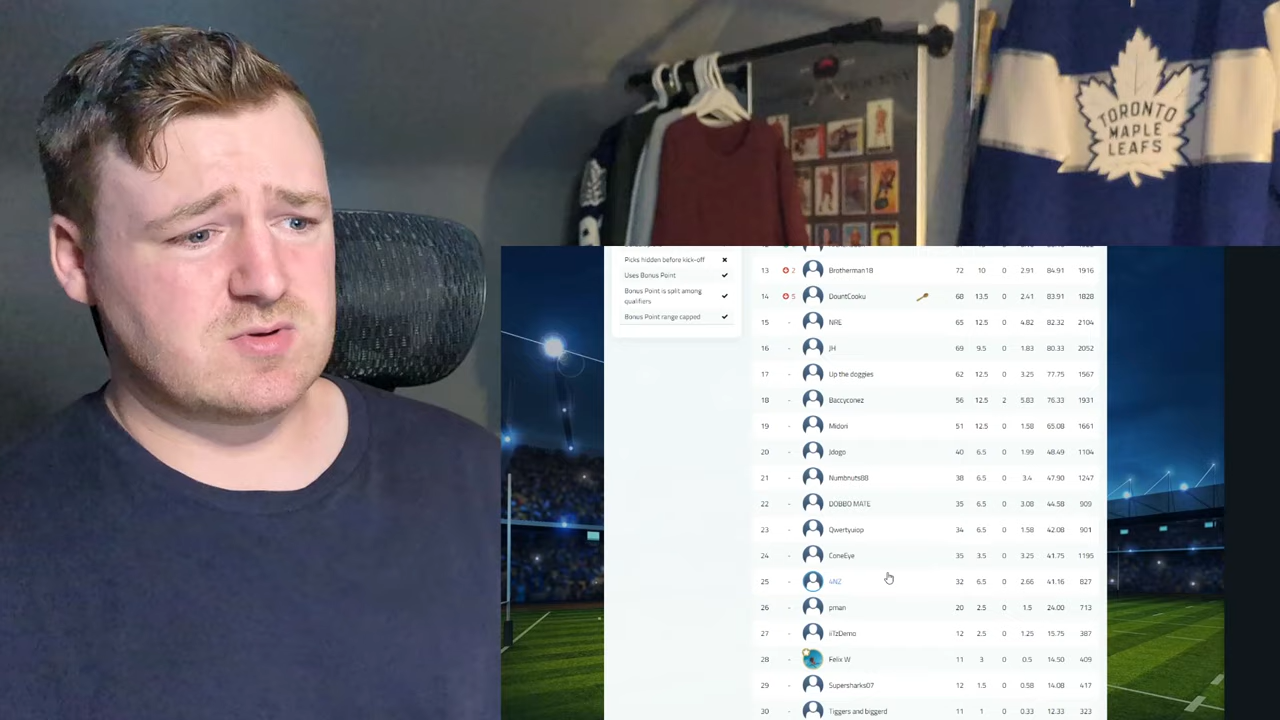 TORONTO
MAPLE
LEAFS
Picks hidden before kick-off
Uses Bonus Point
Bonus Point is split among
qualifiers
Bonus Point range capped
13 2 Brotherman18 72 10 0 2.91 84.91 1916
14 5 DountCooku 68 13.5 0 2.41 83.91 1828
15 - NRE 65 12.5 0 4.82 82.32 2104
16 - JH 69 9.5 0 1.83 80.33 2052
17 - Up the doggies 62 12.5 0 3.25 77.75 1567
18 - Baccyconez 56 12.5 2 5.83 76.33 1931
19 - Midori 51 12.5 0 1.58 65.08 1661
20 - Jdogo 40 6.5 0 1.99 48.49 1104
21 - Numbnuts88 38 6.5 0 3.4 47.90 1247
22 - DOBBO MATE 35 6.5 0 3.08 44.58 909
23 - Qwertyuiop 34 6.5 0 1.58 42.08 901
24 - ConeEye 35 3.5 0 3.25 41.75 1195
25 - 4NZ 32 6.5 0 2.66 41.16 827
26 - pman 20 2.5 0 1.5 24.00 713
27 - iiTzDemo 12 2.5 0 1.25 15.75 387
28 - Felix W 11 3 0 0.5 14.50 409
29 - Supersharks07 12 1.5 0 0.58 14.08 417
30 - Tiggers and biggerd 11 1 0 0.33 12.33 323